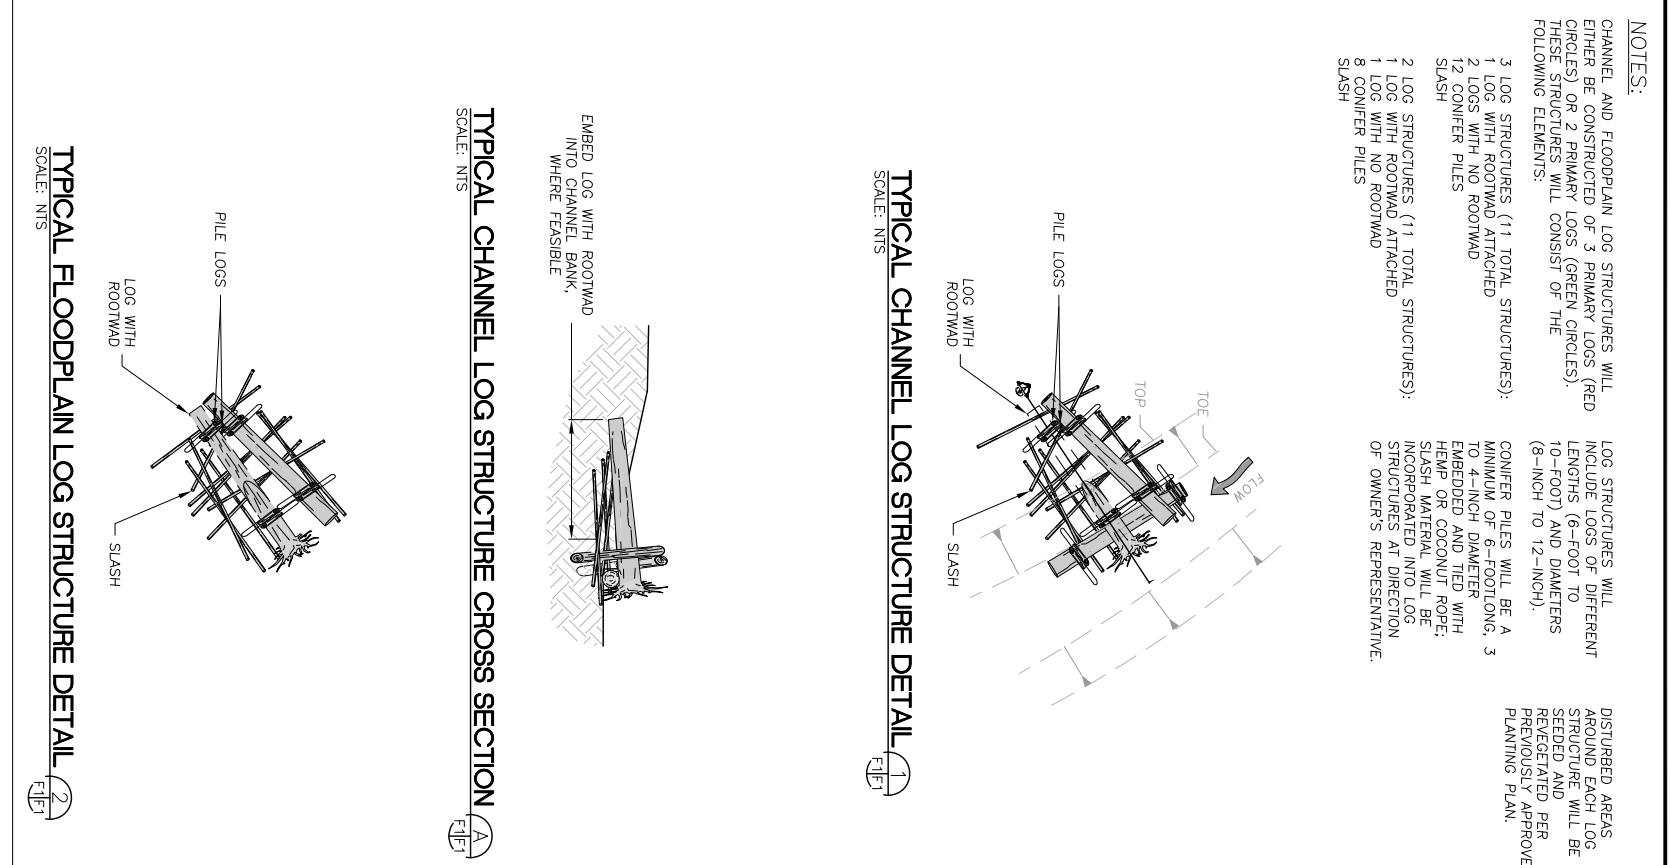 NOTES:
CHANNEL AND FLOODPLAIN LOG STRUCTURES WILL
EITHER BE CONSTRUCTED OF 3 PRIMARY LOGS (RED
CIRCLES) OR 2 PRIMARY LOGS (GREEN CIRCLES).
THESE STRUCTURES WILL CONSIST OF THE
FOLLOWING ELEMENTS:
3 LOG STRUCTURES (11 TOTAL STRUCTURES):
1 LOG WITH ROOTWAD ATTACHED
2 LOGS WITH NO ROOTWAD
12 CONIFER PILES
SLASH
2 LOG STRUCTURES (11 TOTAL STRUCTURES):
1 LOG WITH ROOTWAD ATTACHED
1 LOG WITH NO ROOTWAD
8 CONIFER PILES
SLASH
LOG STRUCTURES WILL
INCLUDE LOGS OF DIFFERENT
LENGTHS (6-FOOT TO
10-FOOT) AND DIAMETERS
(8-INCH TO 12-INCH).
CONIFER PILES WILL BE A
MINIMUM OF 6-FOOTLONG, 3
TO 4-INCH DIAMETER
EMBEDDED AND TIED WITH
HEMP OR COCONUT ROPE;
SLASH MATERIAL WILL BE
INCORPORATED INTO LOG
STRUCTURES AT DIRECTION
OF OWNER'S REPRESENTATIVE.
DISTURBED AREAS
AROUND EACH LOG
STRUCTURE WILL BE
SEEDED AND
REVEGETATED PER
PREVIOUSLY APPROVE
PLANTING PLAN.
TOE
TOP
FLOW
PILE LOGS
A
LOG WITH
ROOTWAD
SLASH
TYPICAL CHANNEL LOG STRUCTURE DETAIL
SCALE: NTS
1
F1 F1
EMBED LOG WITH ROOTWAD
INTO CHANNEL BANK,
WHERE FEASIBLE
TYPICAL CHANNEL LOG STRUCTURE CROSS SECTION
SCALE: NTS
A
F1 F1
PILE LOGS
LOG WITH
ROOTWAD
SLASH
TYPICAL FLOODPLAIN LOG STRUCTURE DETAIL
SCALE: NTS
2
F1 F1